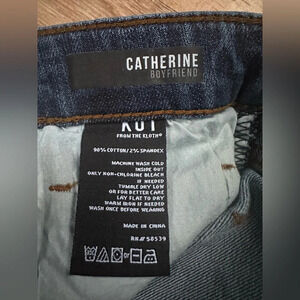 CATHERINE
BOYFRIEND
KUT
FROM THE KLOTH®
98% COTTON/2% SPANDEX
MACHINE WASH COLD
INSIDE OUT
ONLY NON-CHLORINE BLEACH
IF NEEDED
TUMBLE DRY LOW
OR FOR BETTER CARE
LAY FLAT TO DRY
WARM IRON IF NEEDED
WASH ONCE BEFORE WEARING
MADE IN CHINA
RN# 58539
or